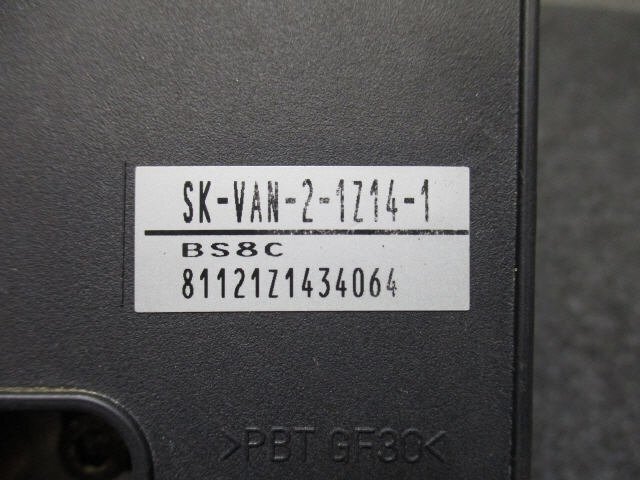 SK-VAN-2-1Z14-1
BS8C
81121Z1434064
>PBT GF30<